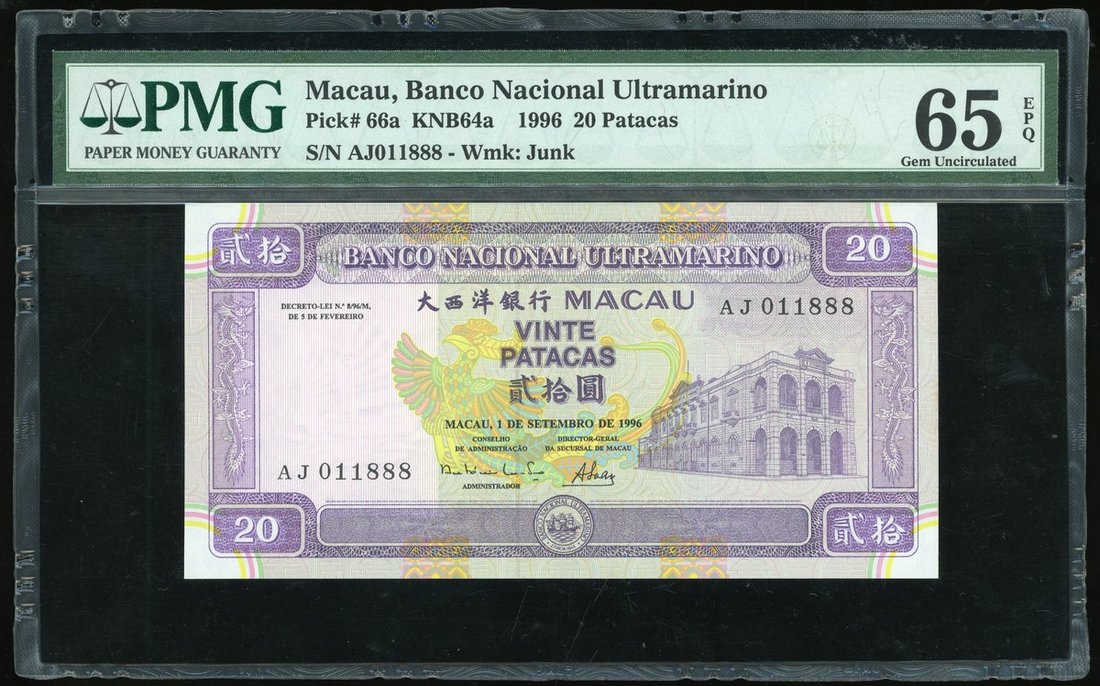 PMG
PAPER MONEY GUARANTY
Macau, Banco Nacional Ultramarino
Pick# 66a KNB64a 1996 20 Patacas
S/N AJ011888 - Wmk: Junk
65
EPQ
Gem Uncirculated
貳拾
BANCO NACIONAL ULTRAMARINO
20
DECRETO-LEI N.º 8/96/M,
DE 5 DE FEVEREIRO
大西洋銀行 MACAU
AJ 011888
VINTE
PATACAS
貳拾圓
MACAU, 1 DE SETEMBRO DE 1996
CONSELHO
DE ADMINISTRAÇÃO
DIRECTOR-GERAL
DA SUCURSAL DE MACAU
AJ 011888
ADMINISTRADOR
20
貳拾